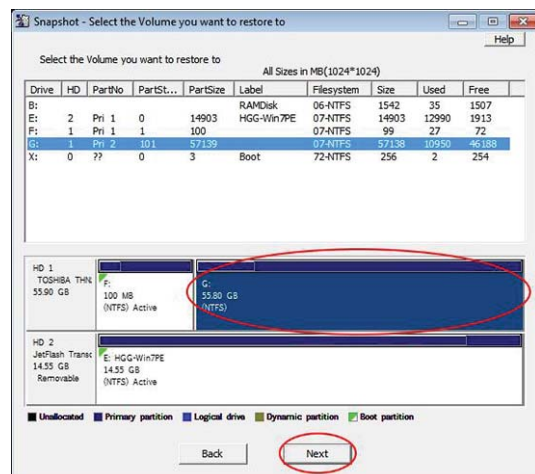 Snapshot - Select the Volume you want to restore to
Help
Select the Volume you want to restore to
All Sizes in MB(1024*1024)
Drive HD PartNo PartSt... PartSize Label Filesystem Size Used Free
B: RAMDisk 06-NTFS 1542 35 1507
E: 2 Pri 1 0 14903 HGG-Win7PE 07-NTFS 14903 12990 1913
F: 1 Pri 1 1 100 07-NTFS 99 27 72
G: 1 Pri 2 101 57139 07-NTFS 57138 10950 46188
X: 0 ?? 0 3 Boot 72-NTFS 256 2 254
HD 1
TOSHIBA THN
55.90 GB
F:
100 MB
(NTFS) Active
G:
55.80 GB
(NTFS)
HD 2
JetFlash Transc
14.55 GB
Removable
E: HGG-Win7PE
14.55 GB
(NTFS) Active
Unallocated Primary partition Logical drive Dynamic partition Boot partition
Back Next